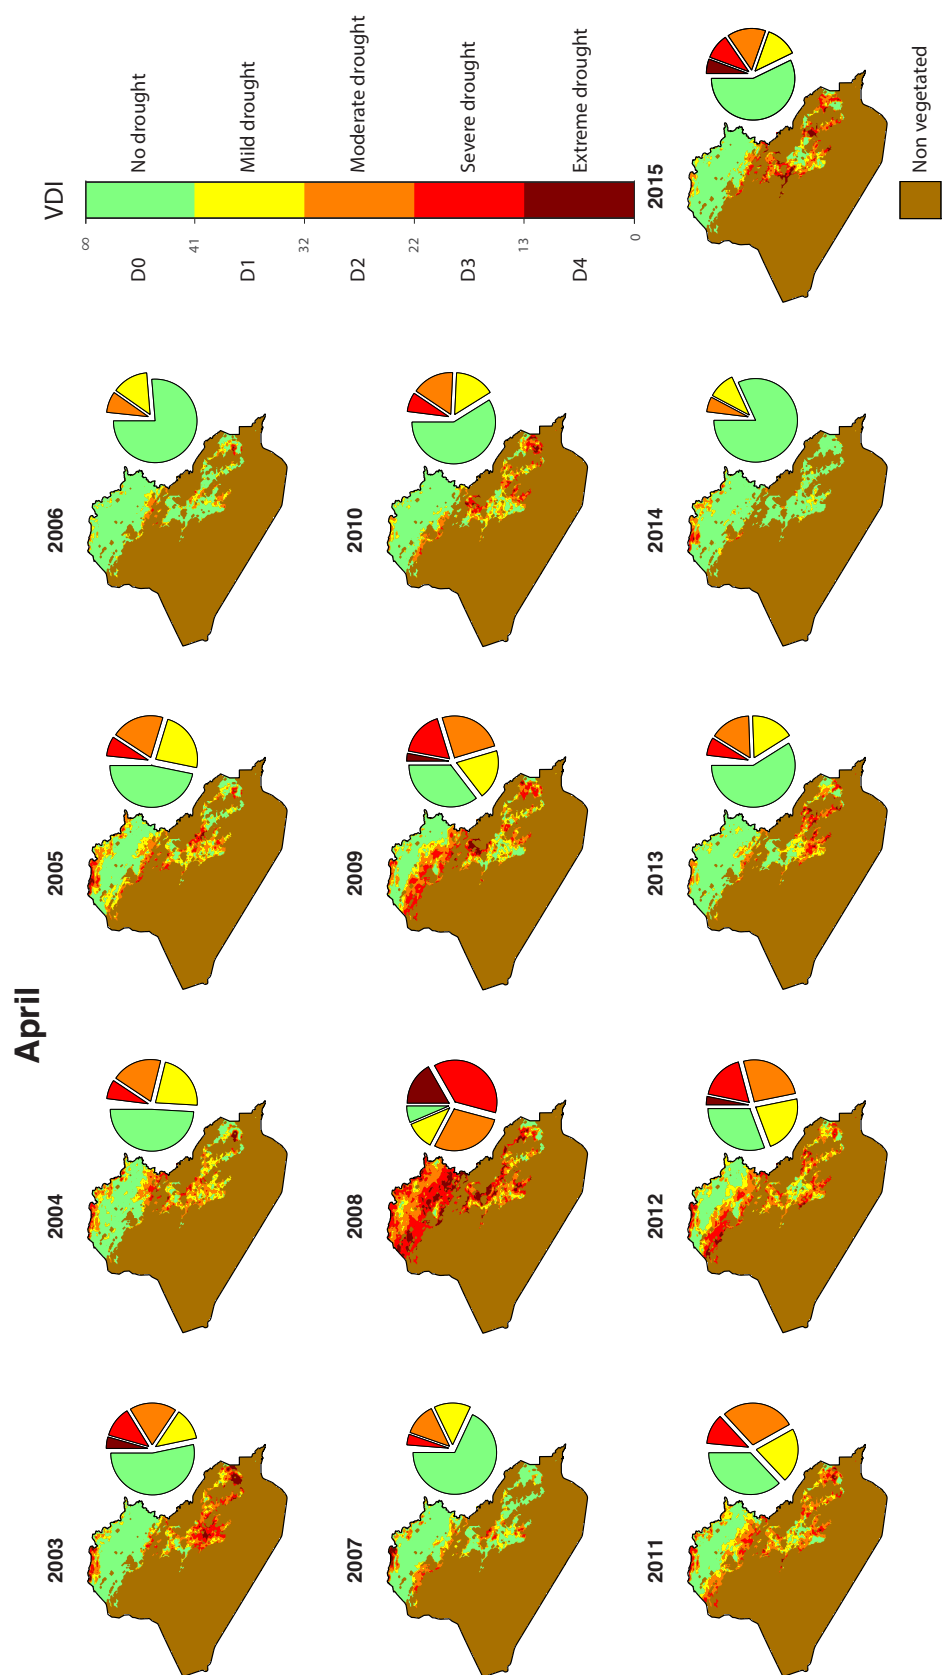 April
2003
2004
2005
2006
2007
2008
2009
2010
2011
2012
2013
2014
2015
VDI
∞
41
32
22
13
0
D0
No drought
D1
Mild drought
D2
Moderate drought
D3
Severe drought
D4
Extreme drought
Non vegetated